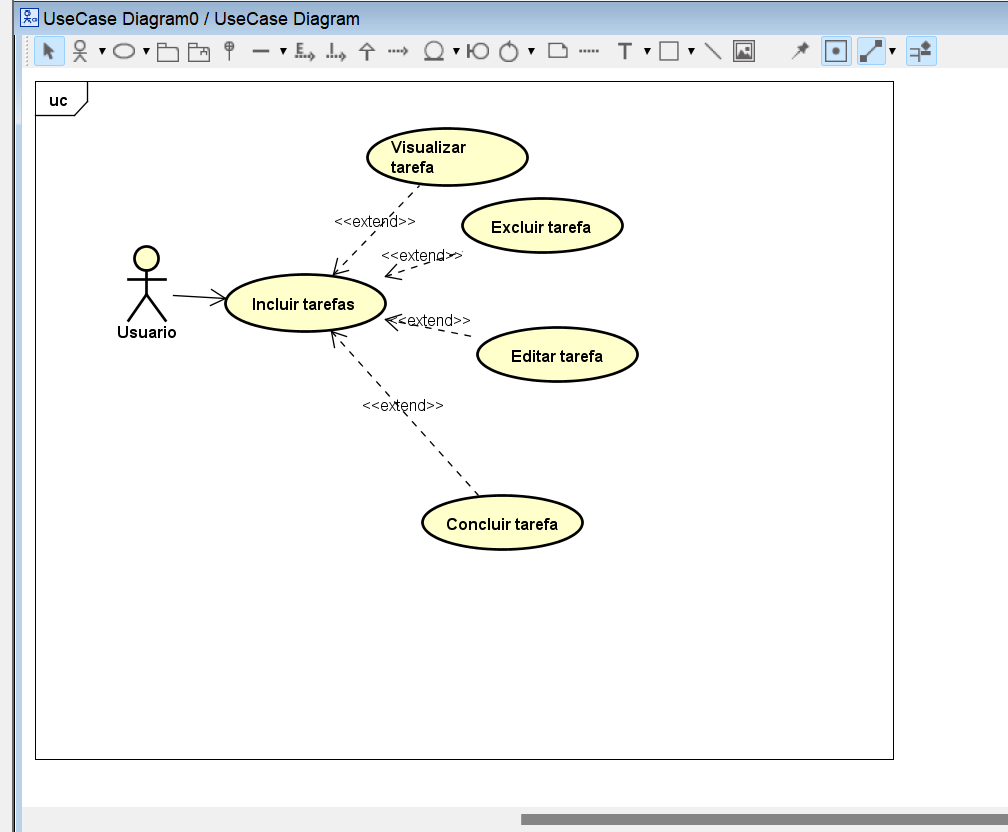 UseCase Diagram0 / UseCase Diagram
T
uc
Visualizar
tarefa
<<extend>>
Excluir tarefa
<<extend>>
Incluir tarefas
Usuario
<<extend>>
Editar tarefa
<<extend>>
Concluir tarefa